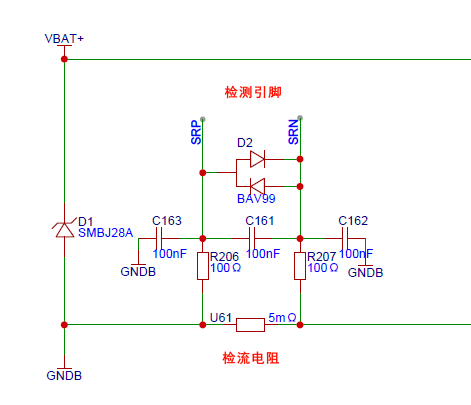 VBAT+
检测引脚
SRP
SRN
D2
BAV99
D1
SMBJ28A
C163
100nF
C161
100nF
C162
100nF
GNDB
R206
100Ω
R207
100Ω
GNDB
U61
5mΩ
检流电阻
GNDB